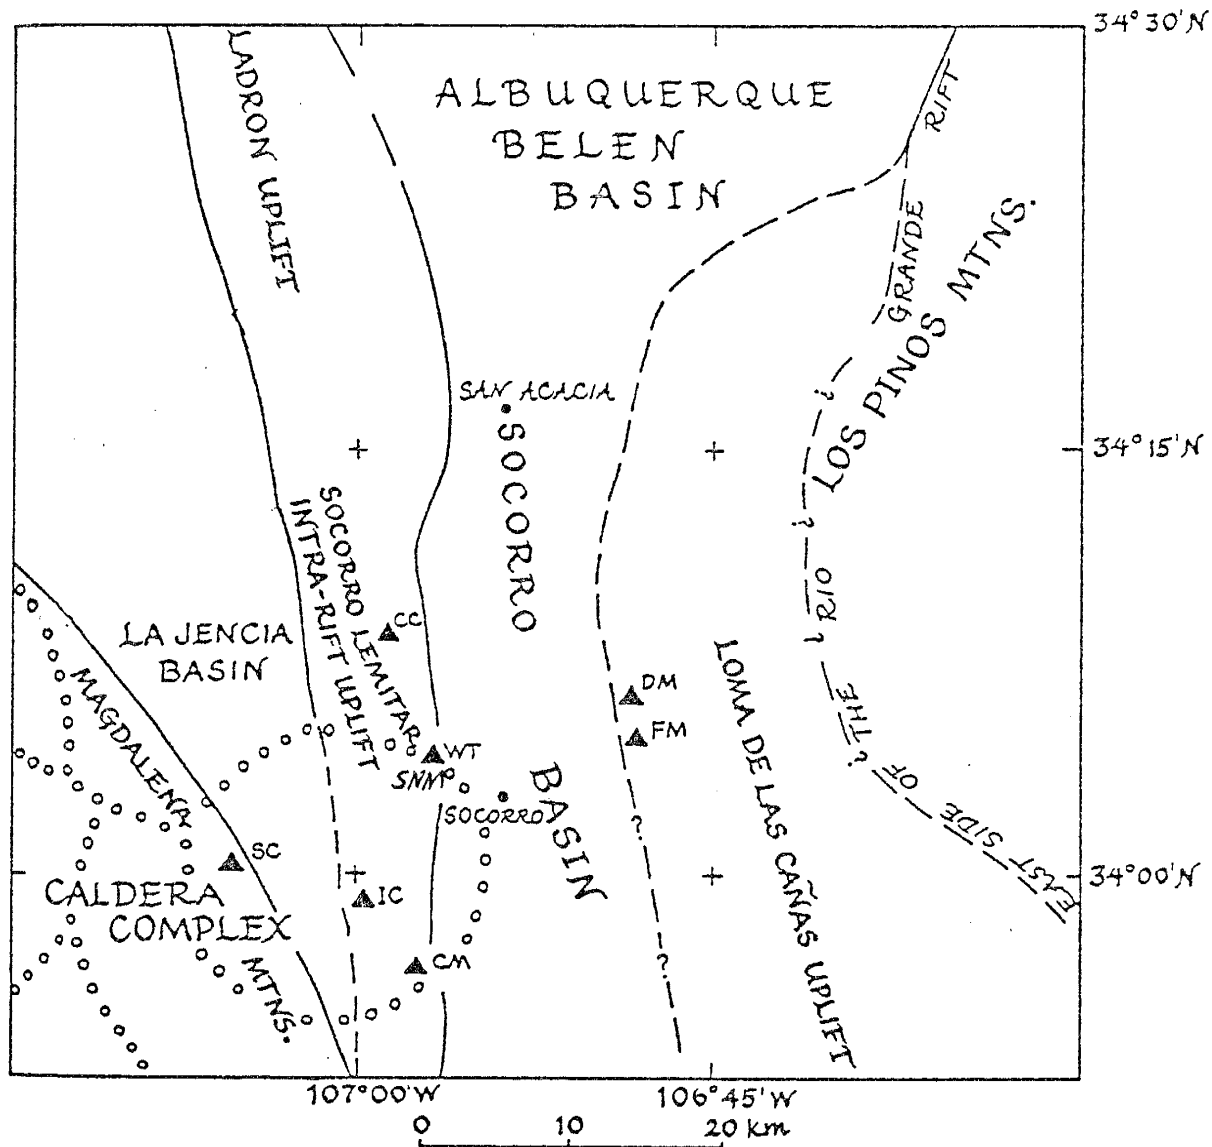 34°30'N
LADRON UPLIFT
ALBUQUERQUE
BELEN
BASIN
EAST SIDE OF THE RIO GRANDE RIFT
LOS PINOS MTNS.
SAN ACACIA
34°15'N
SOCORRO BASIN
SOCORRO LEMITAR
INTRA-RIFT UPLIFT
CC
LA JENCIA
BASIN
DM
FM
LOMA DE LAS CAÑAS UPLIFT
MAGDALENA MTNS.
WT
SNM
SOCORRO
SC
34°00'N
CALDERA
COMPLEX
IC
CM
?
?
?
?
?
?
107°00'W
106°45'W
0 10 20 km